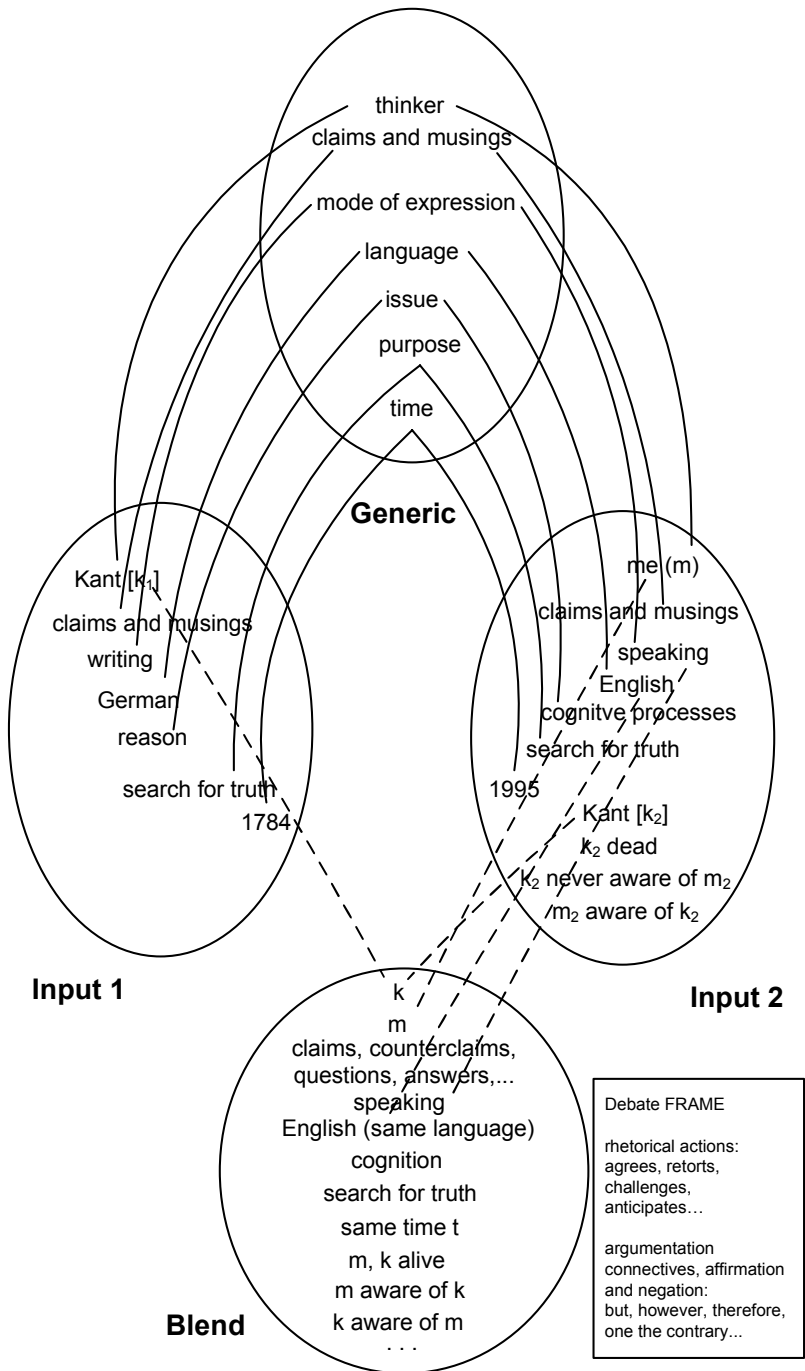 thinker
claims and musings
mode of expression
language
issue
purpose
time
Generic
Kant [k₁]
claims and musings
writing
German
reason
search for truth
1784
Input 1
me (m)
claims and musings
speaking
English
cognitve processes
search for truth
1995
Kant [k₂]
k₂ dead
k₂ never aware of m₂
m₂ aware of k₂
Input 2
k
m
claims, counterclaims,
questions, answers,...
speaking
English (same language)
cognition
search for truth
same time t
m, k alive
m aware of k
k aware of m
. . .
Blend
Debate FRAME
rhetorical actions:
agrees, retorts,
challenges,
anticipates…
argumentation
connectives, affirmation
and negation:
but, however, therefore,
one the contrary...